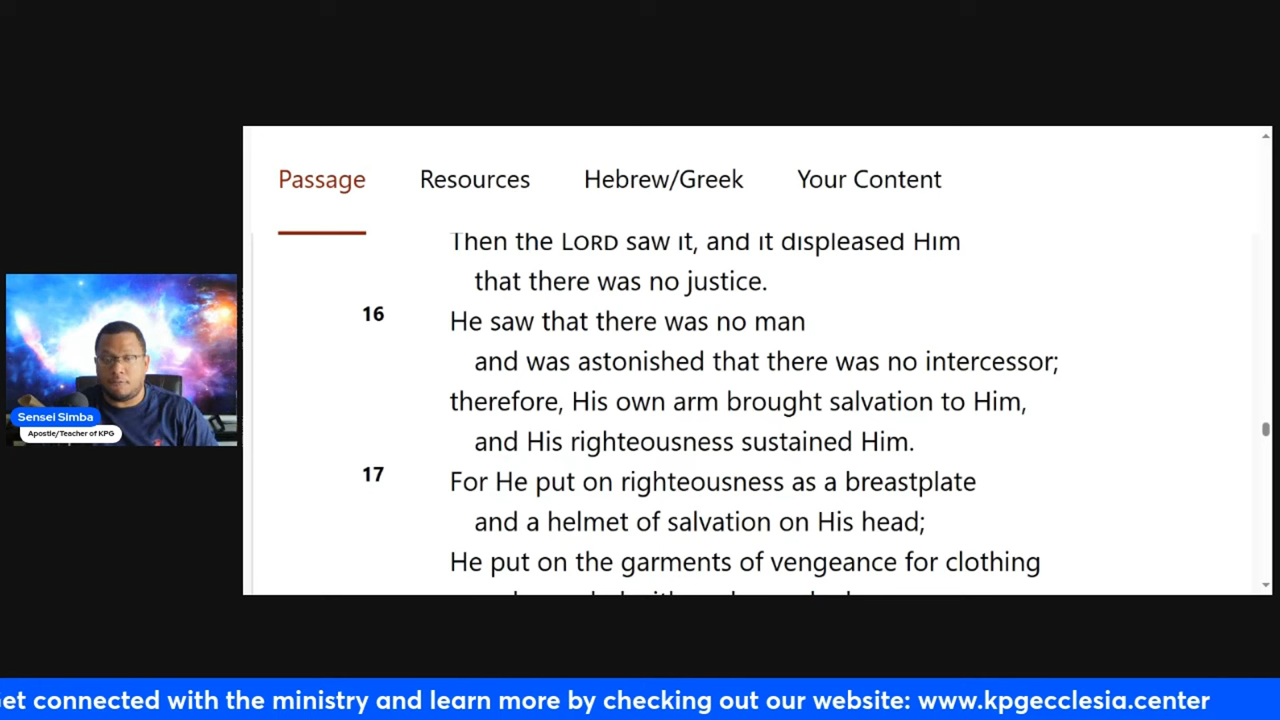 Passage Resources Hebrew/Greek Your Content
Then the LORD saw it, and it displeased Him
that there was no justice.
16 He saw that there was no man
and was astonished that there was no intercessor;
therefore, His own arm brought salvation to Him,
and His righteousness sustained Him.
17 For He put on righteousness as a breastplate
and a helmet of salvation on His head;
He put on the garments of vengeance for clothing
Sensei Simba
Apostle/Teacher of KPG
Get connected with the ministry and learn more by checking out our website: www.kpgecclesia.center